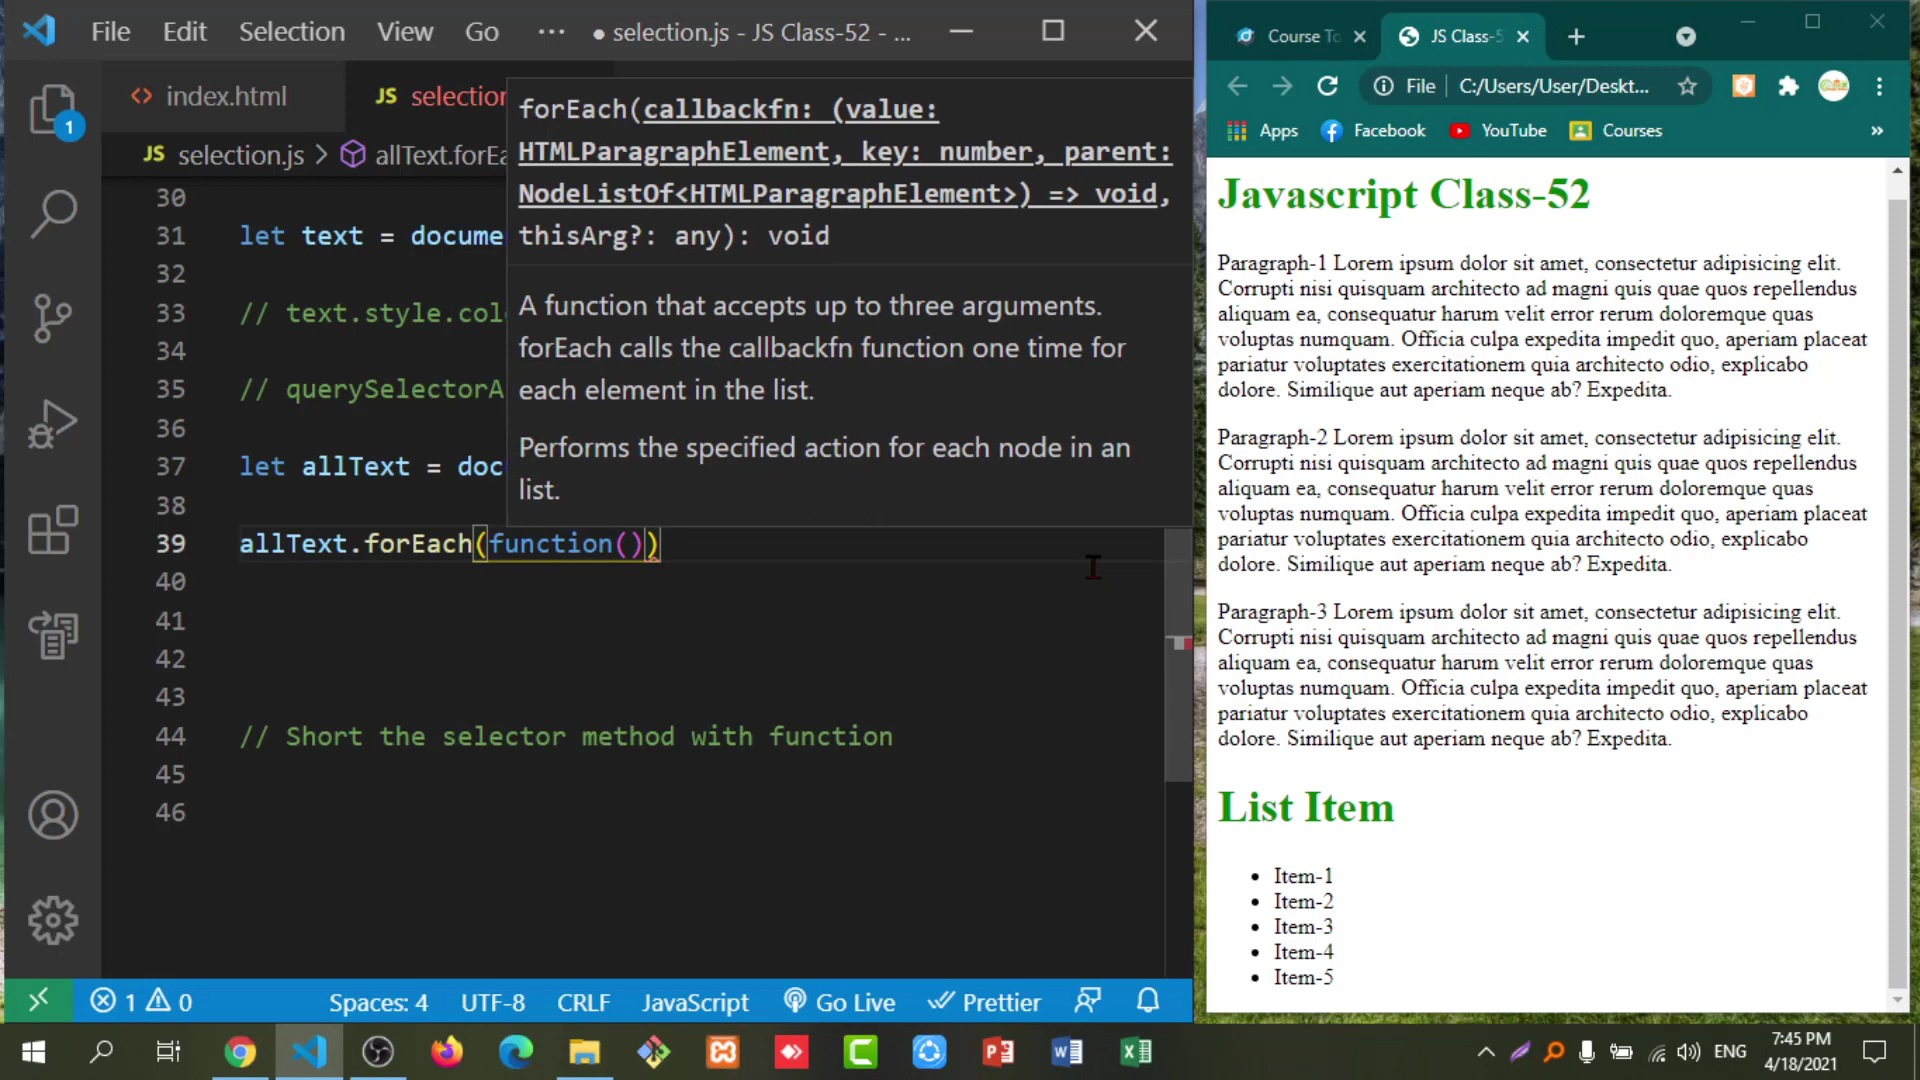 File Edit Selection View Go ··· ● selection.js - JS Class-52 - ...
index.html
JS selection
JS selection.js > allText.forEa
forEach(callbackfn: (value:
HTMLParagraphElement, key: number, parent:
NodeListOf<HTMLParagraphElement>) => void,
thisArg?: any): void
A function that accepts up to three arguments.
forEach calls the callbackfn function one time for
each element in the list.
Performs the specified action for each node in an
list.
30
31 let text = docume
32
33 // text.style.colo
34
35 // querySelectorA
36
37 let allText = doc
38
39 allText.forEach(function())
40
41
42
43
44 // Short the selector method with function
45
46
1
1 0 Spaces: 4 UTF-8 CRLF JavaScript Go Live Prettier
Course To JS Class-5
File C:/Users/User/Deskt...
Apps Facebook YouTube Courses »
Javascript Class-52
Paragraph-1 Lorem ipsum dolor sit amet, consectetur adipisicing elit.
Corrupti nisi quisquam architecto ad magni quis quae quos repellendus
aliquam ea, consequatur harum velit error rerum doloremque quas
voluptas numquam. Officia culpa expedita impedit quo, aperiam placeat
pariatur voluptates exercitationem quia architecto odio, explicabo
dolore. Similique aut aperiam neque ab? Expedita.
Paragraph-2 Lorem ipsum dolor sit amet, consectetur adipisicing elit.
Corrupti nisi quisquam architecto ad magni quis quae quos repellendus
aliquam ea, consequatur harum velit error rerum doloremque quas
voluptas numquam. Officia culpa expedita impedit quo, aperiam placeat
pariatur voluptates exercitationem quia architecto odio, explicabo
dolore. Similique aut aperiam neque ab? Expedita.
Paragraph-3 Lorem ipsum dolor sit amet, consectetur adipisicing elit.
Corrupti nisi quisquam architecto ad magni quis quae quos repellendus
aliquam ea, consequatur harum velit error rerum doloremque quas
voluptas numquam. Officia culpa expedita impedit quo, aperiam placeat
pariatur voluptates exercitationem quia architecto odio, explicabo
dolore. Similique aut aperiam neque ab? Expedita.
List Item
• Item-1
• Item-2
• Item-3
• Item-4
• Item-5
ENG
7:45 PM
4/18/2021